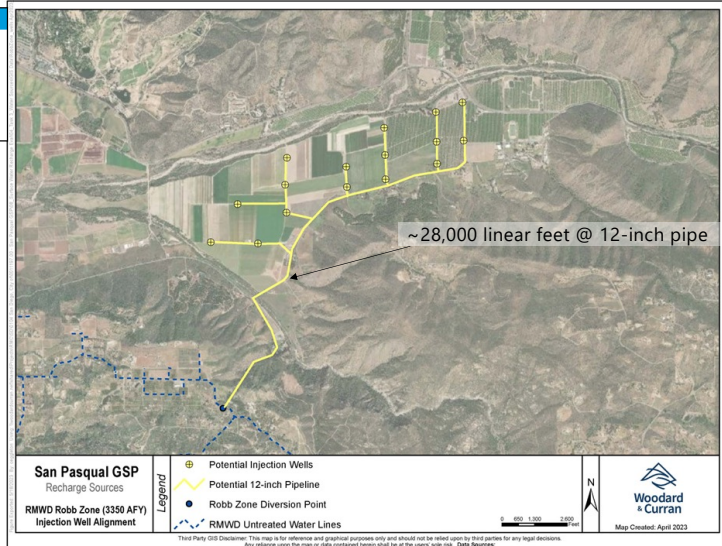 ~28,000 linear feet @ 12-inch pipe
San Pasqual GSP
Recharge Sources
RMWD Robb Zone (3350 AFY)
Injection Well Alignment
Legend
Potential Injection Wells
Potential 12-inch Pipeline
Robb Zone Diversion Point
RMWD Untreated Water Lines
N
0 650 1,300 2,600
Feet
Woodard
& Curran
Map Created: April 2023
Third Party GIS Disclaimer: This map is for reference and graphical purposes only and should not be relied upon by third parties for any legal decisions.
Any reliance upon the map or data contained herein shall be at the users' sole risk. Data Sources: